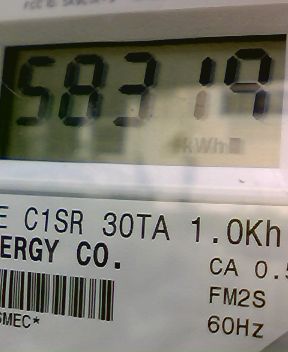 58319
kWh
E C1SR 30TA 1.0Kh
ERGY CO.
CA 0.5
FM2S
60Hz
SMEC*